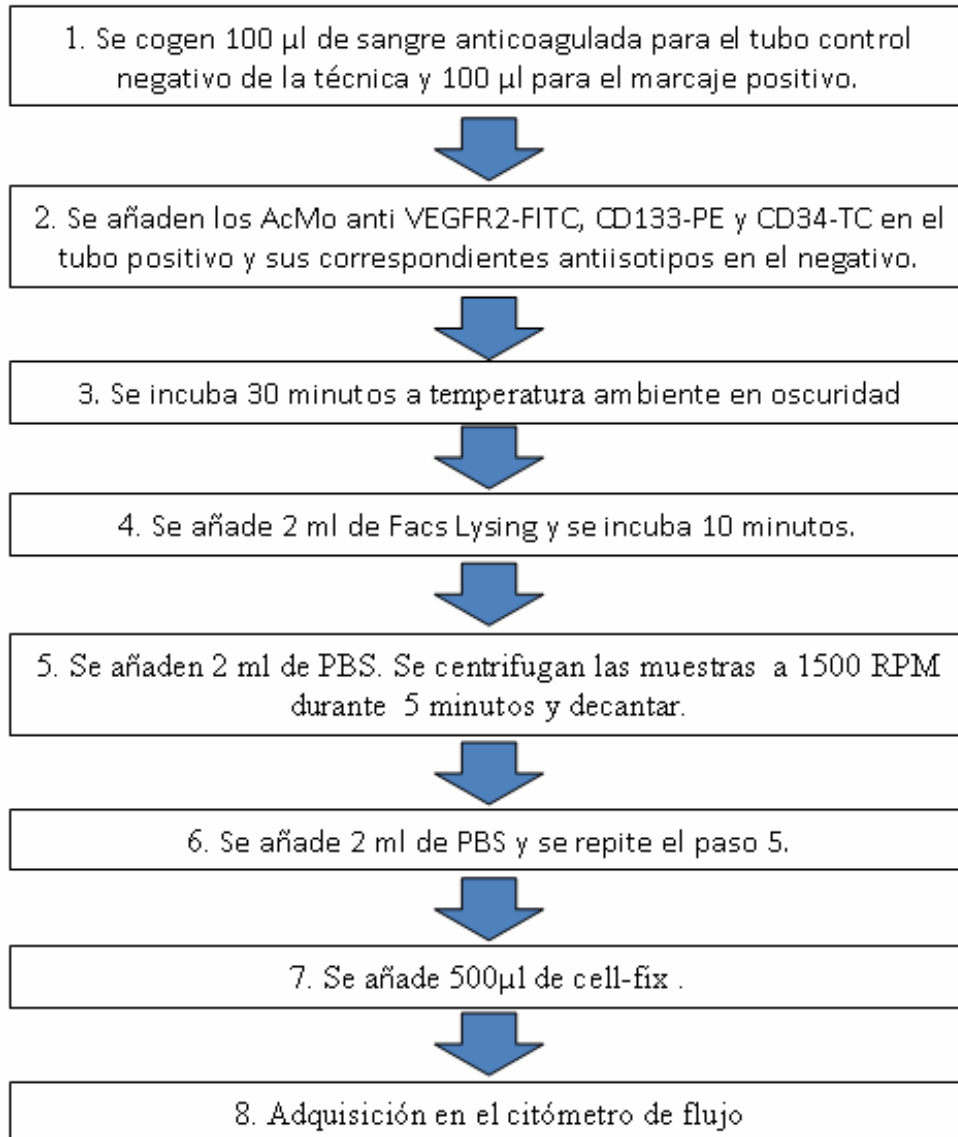 1. Se cogen 100 µl de sangre anticoagulada para el tubo control
negativo de la técnica y 100 µl para el marcaje positivo.
2. Se añaden los AcMo anti VEGFR2-FITC, CD133-PE y CD34-TC en el
tubo positivo y sus correspondientes antiisotipos en el negativo.
3. Se incuba 30 minutos a temperatura ambiente en oscuridad
4. Se añade 2 ml de Facs Lysing y se incuba 10 minutos.
5. Se añaden 2 ml de PBS. Se centrifugan las muestras a 1500 RPM
durante 5 minutos y decantar.
6. Se añade 2 ml de PBS y se repite el paso 5.
7. Se añade 500µl de cell-fix .
8. Adquisición en el citómetro de flujo